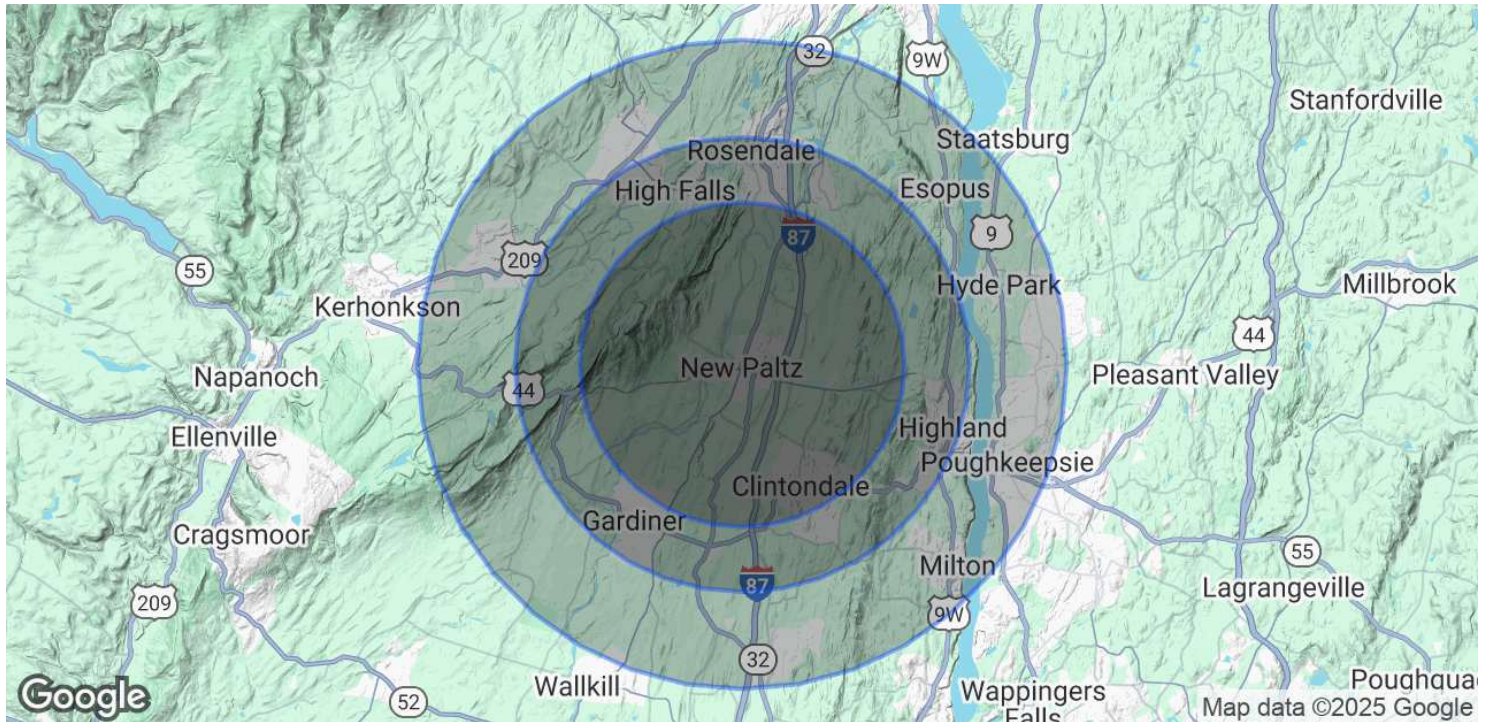 32
9W
Stanfordville
Staatsburg
Rosendale
High Falls
Esopus
87
9
209
55
Hyde Park
Millbrook
Kerhonkson
44
New Paltz
Napanoch
44
Pleasant Valley
Ellenville
Highland
Poughkeepsie
Clintondale
Gardiner
Cragsmoor
55
Milton
87
Lagrangeville
209
9W
32
Wallkill
52
Wappingers
Falls
Poughquag
Google
Map data ©2025 Google